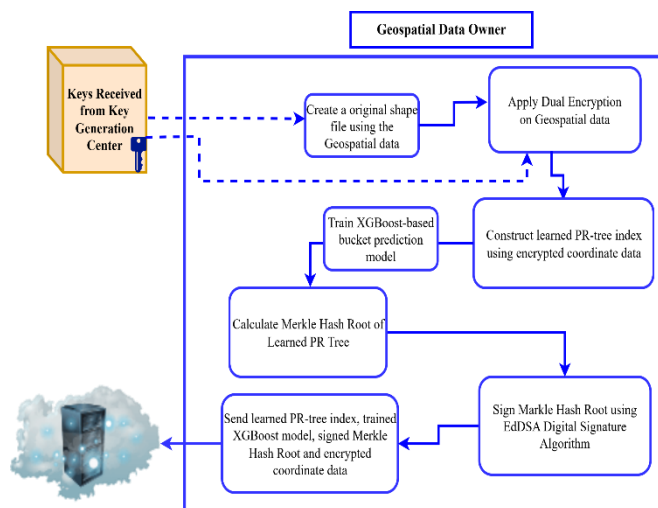 Geospatial Data Owner
Keys Received
from Key
Generation
Center
Create a original shape
file using the
Geospatial data
Apply Dual Encryption
on Geospatial data
Construct learned PR-tree index
using encrypted coordinate data
Train XGBoost-based
bucket prediction
model
Calculate Merkle Hash Root of
Learned PR Tree
Sign Markle Hash Root using
EdDSA Digital Signature
Algorithm
Send learned PR-tree index, trained
XGBoost model, signed Merkle
Hash Root and encrypted
coordinate data